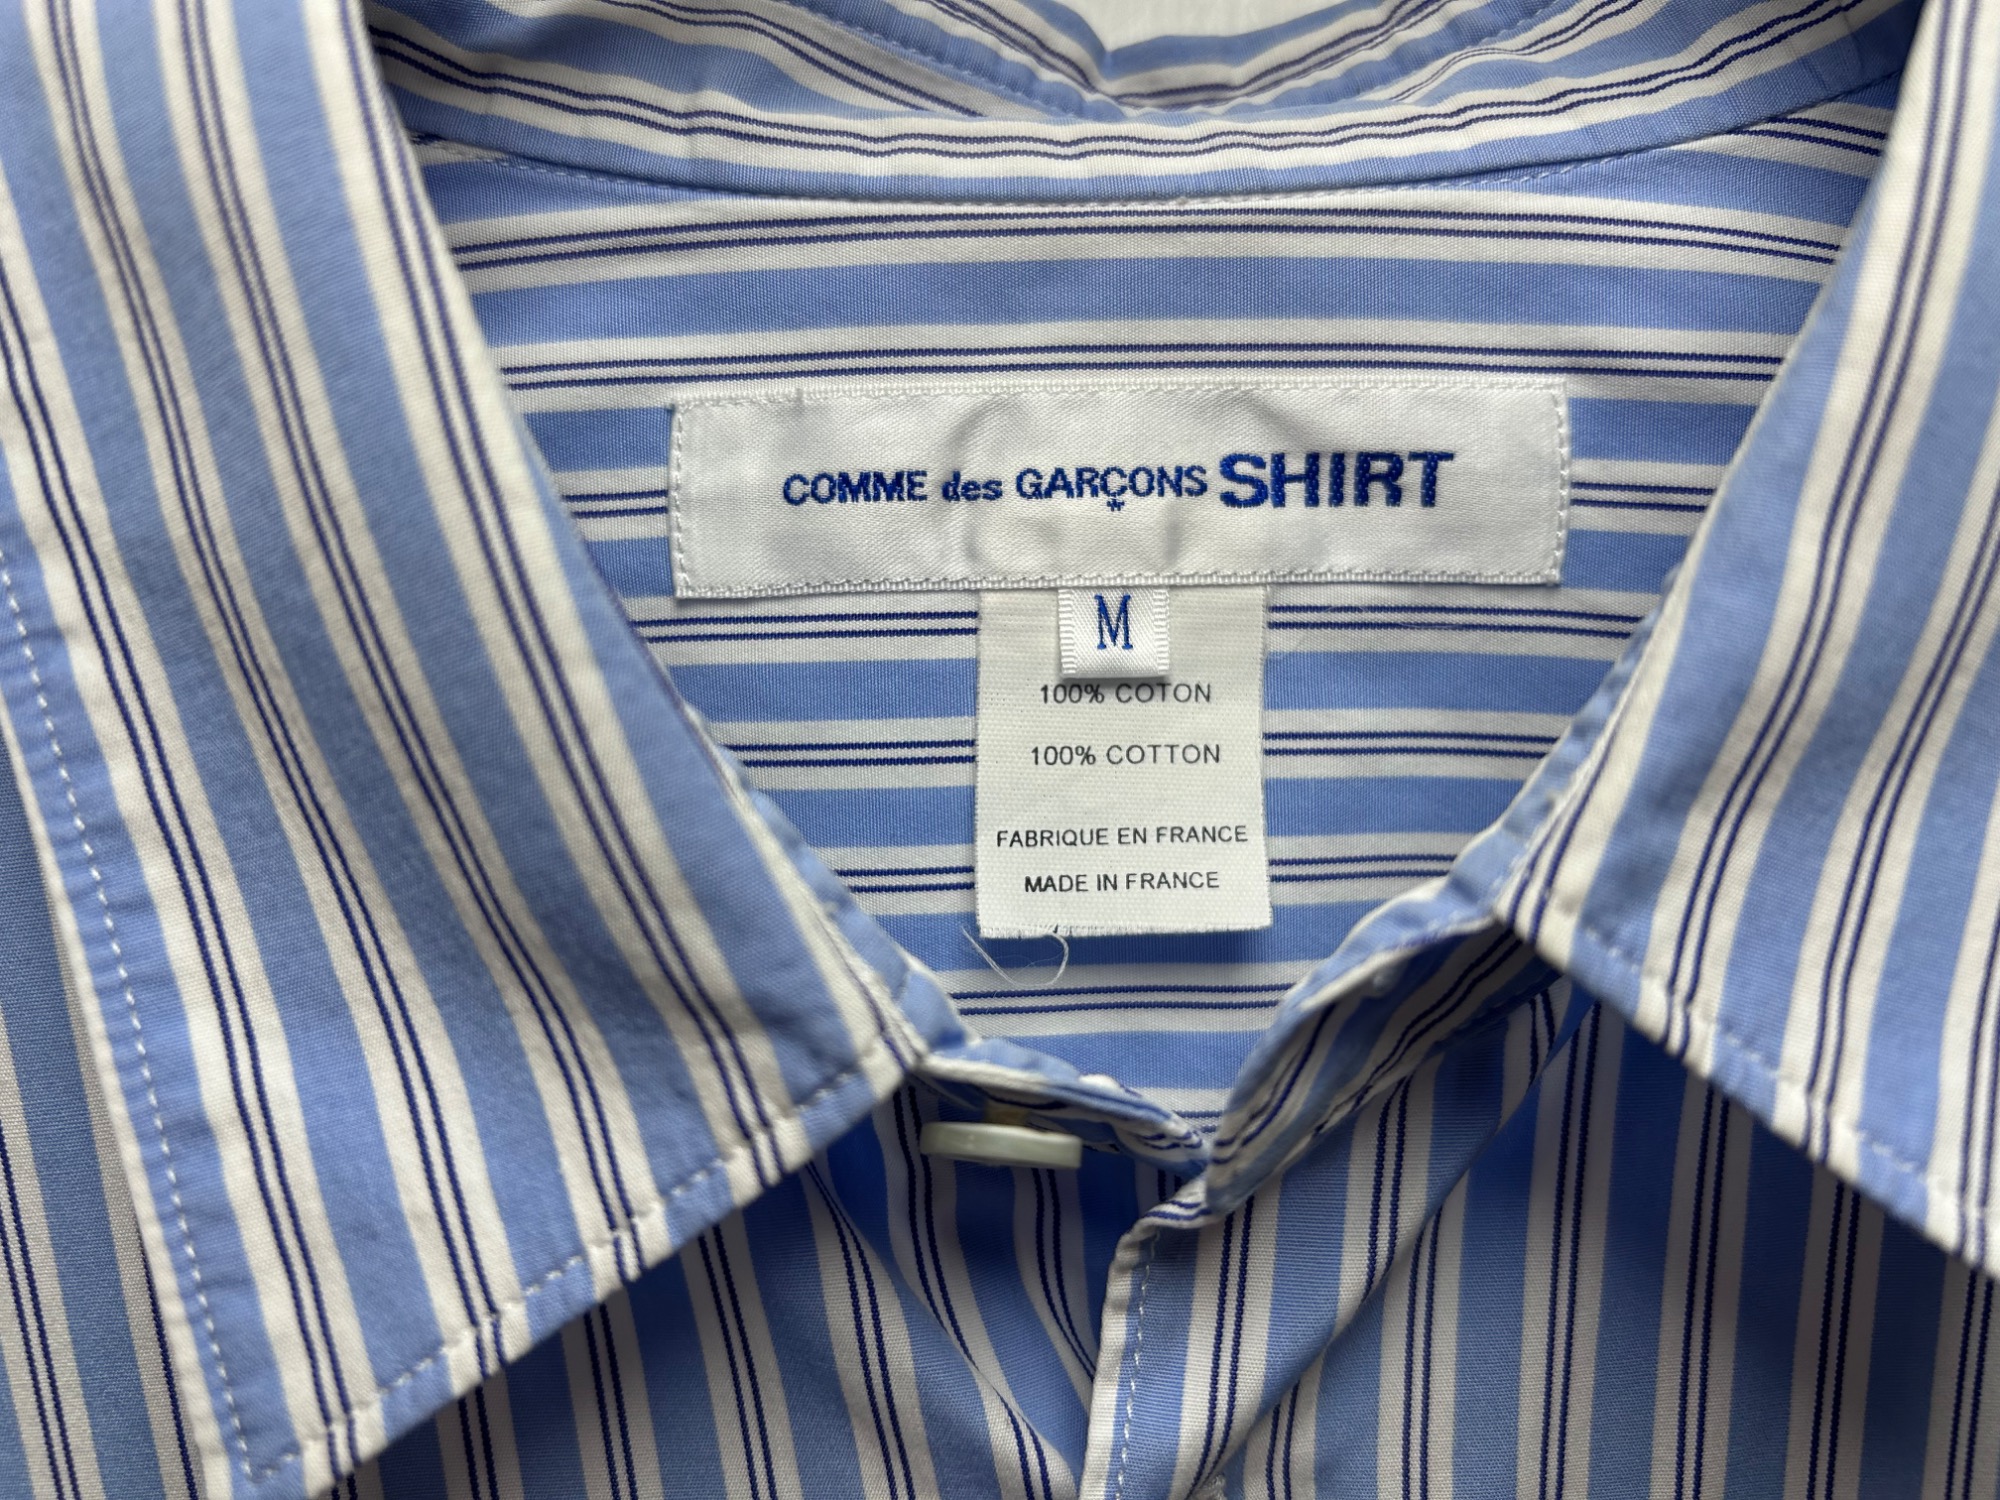 COMME des GARÇONS SHIRT
M
100% COTON
100% COTTON
FABRIQUE EN FRANCE
MADE IN FRANCE